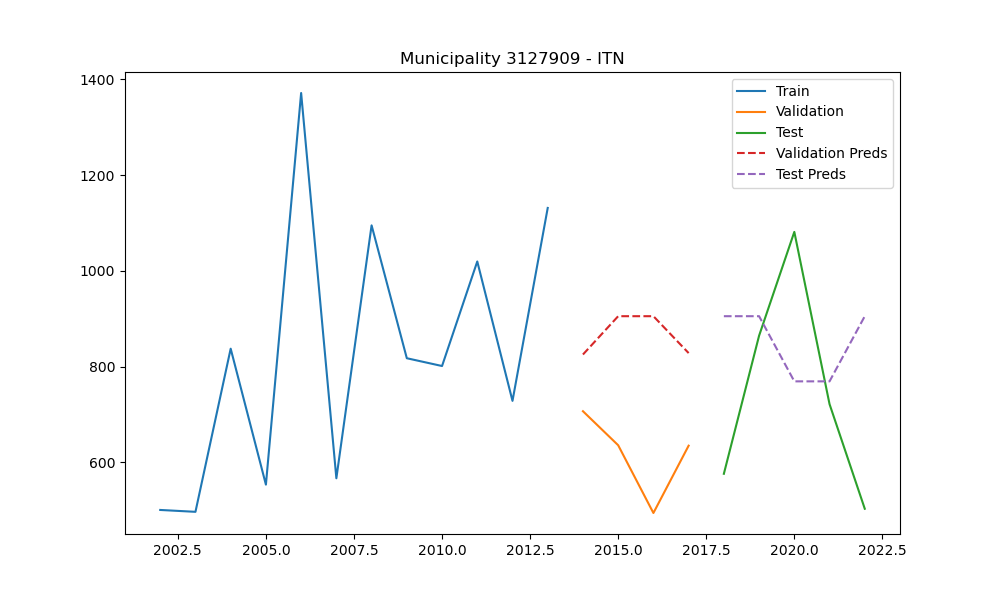 Municipality 3127909 - ITN
1400
1200
1000
800
600
2002.5 2005.0 2007.5 2010.0 2012.5 2015.0 2017.5 2020.0 2022.5
Train
Validation
Test
Validation Preds
Test Preds